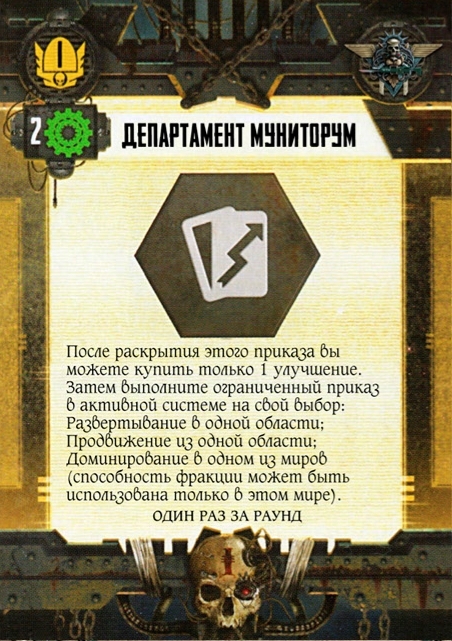 2 ДЕПАРТАМЕНТ МУНИТОРУМ
После раскрытия этого приказа вы
можете купить только 1 улучшение.
Затем выполните ограниченный приказ
в активной системе на свой выбор:
Развертывание в одной области;
Продвижение из одной области;
Доминирование в одном из миров
(способность фракции может быть
использована только в этом мире).
ОДИН РАЗ ЗА РАУНД
I